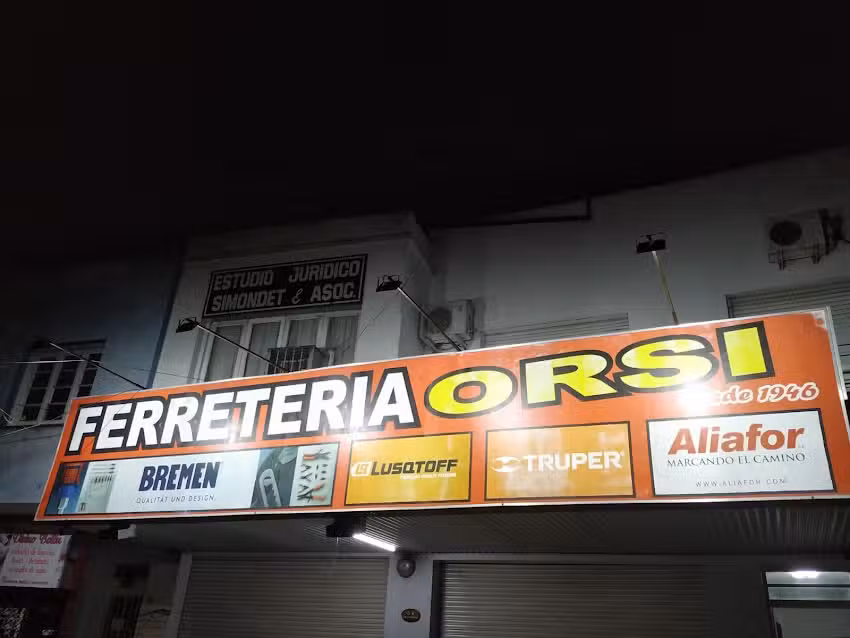 ESTUDIO JURIDICO
SIMONDET & ASOC.
FERRETERIA ORSI
desde 1946
BREMEN
QUALITÄT UND DESIGN.
LUSQTOFF
TRUPER
Aliafor
MARCANDO EL CAMINO
WWW.ALIAFOR.COM